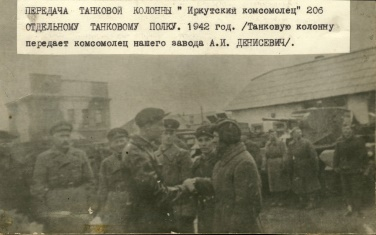 ПЕРЕДАЧА ТАНКОВОЙ КОЛОННЫ " Иркутский комсомолец" 206
ОТДЕЛЬНОМУ ТАНКОВОМУ ПОЛКУ. 1942 год. /Танковую колонну
передает комсомолец нашего завода А.И. ДЕНИСЕВИЧ/.